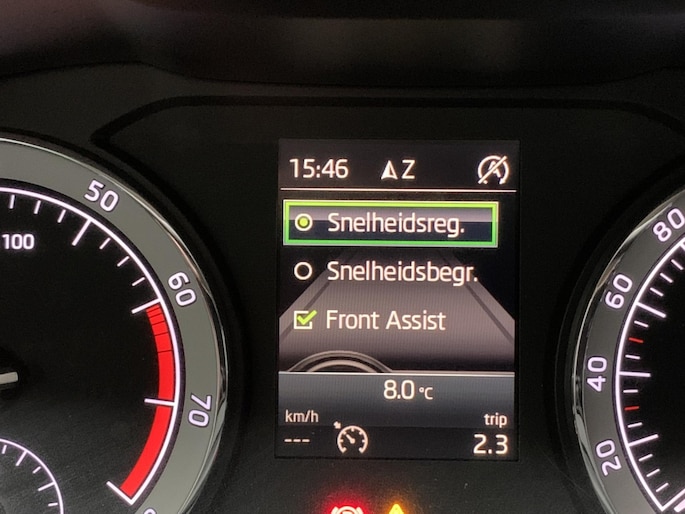 15:46 Z
Snelheidsreg.
Snelheidsbegr.
Front Assist
8.0 °C
km/h trip
--- 2.3
50
100
60
70
80
60
40
20